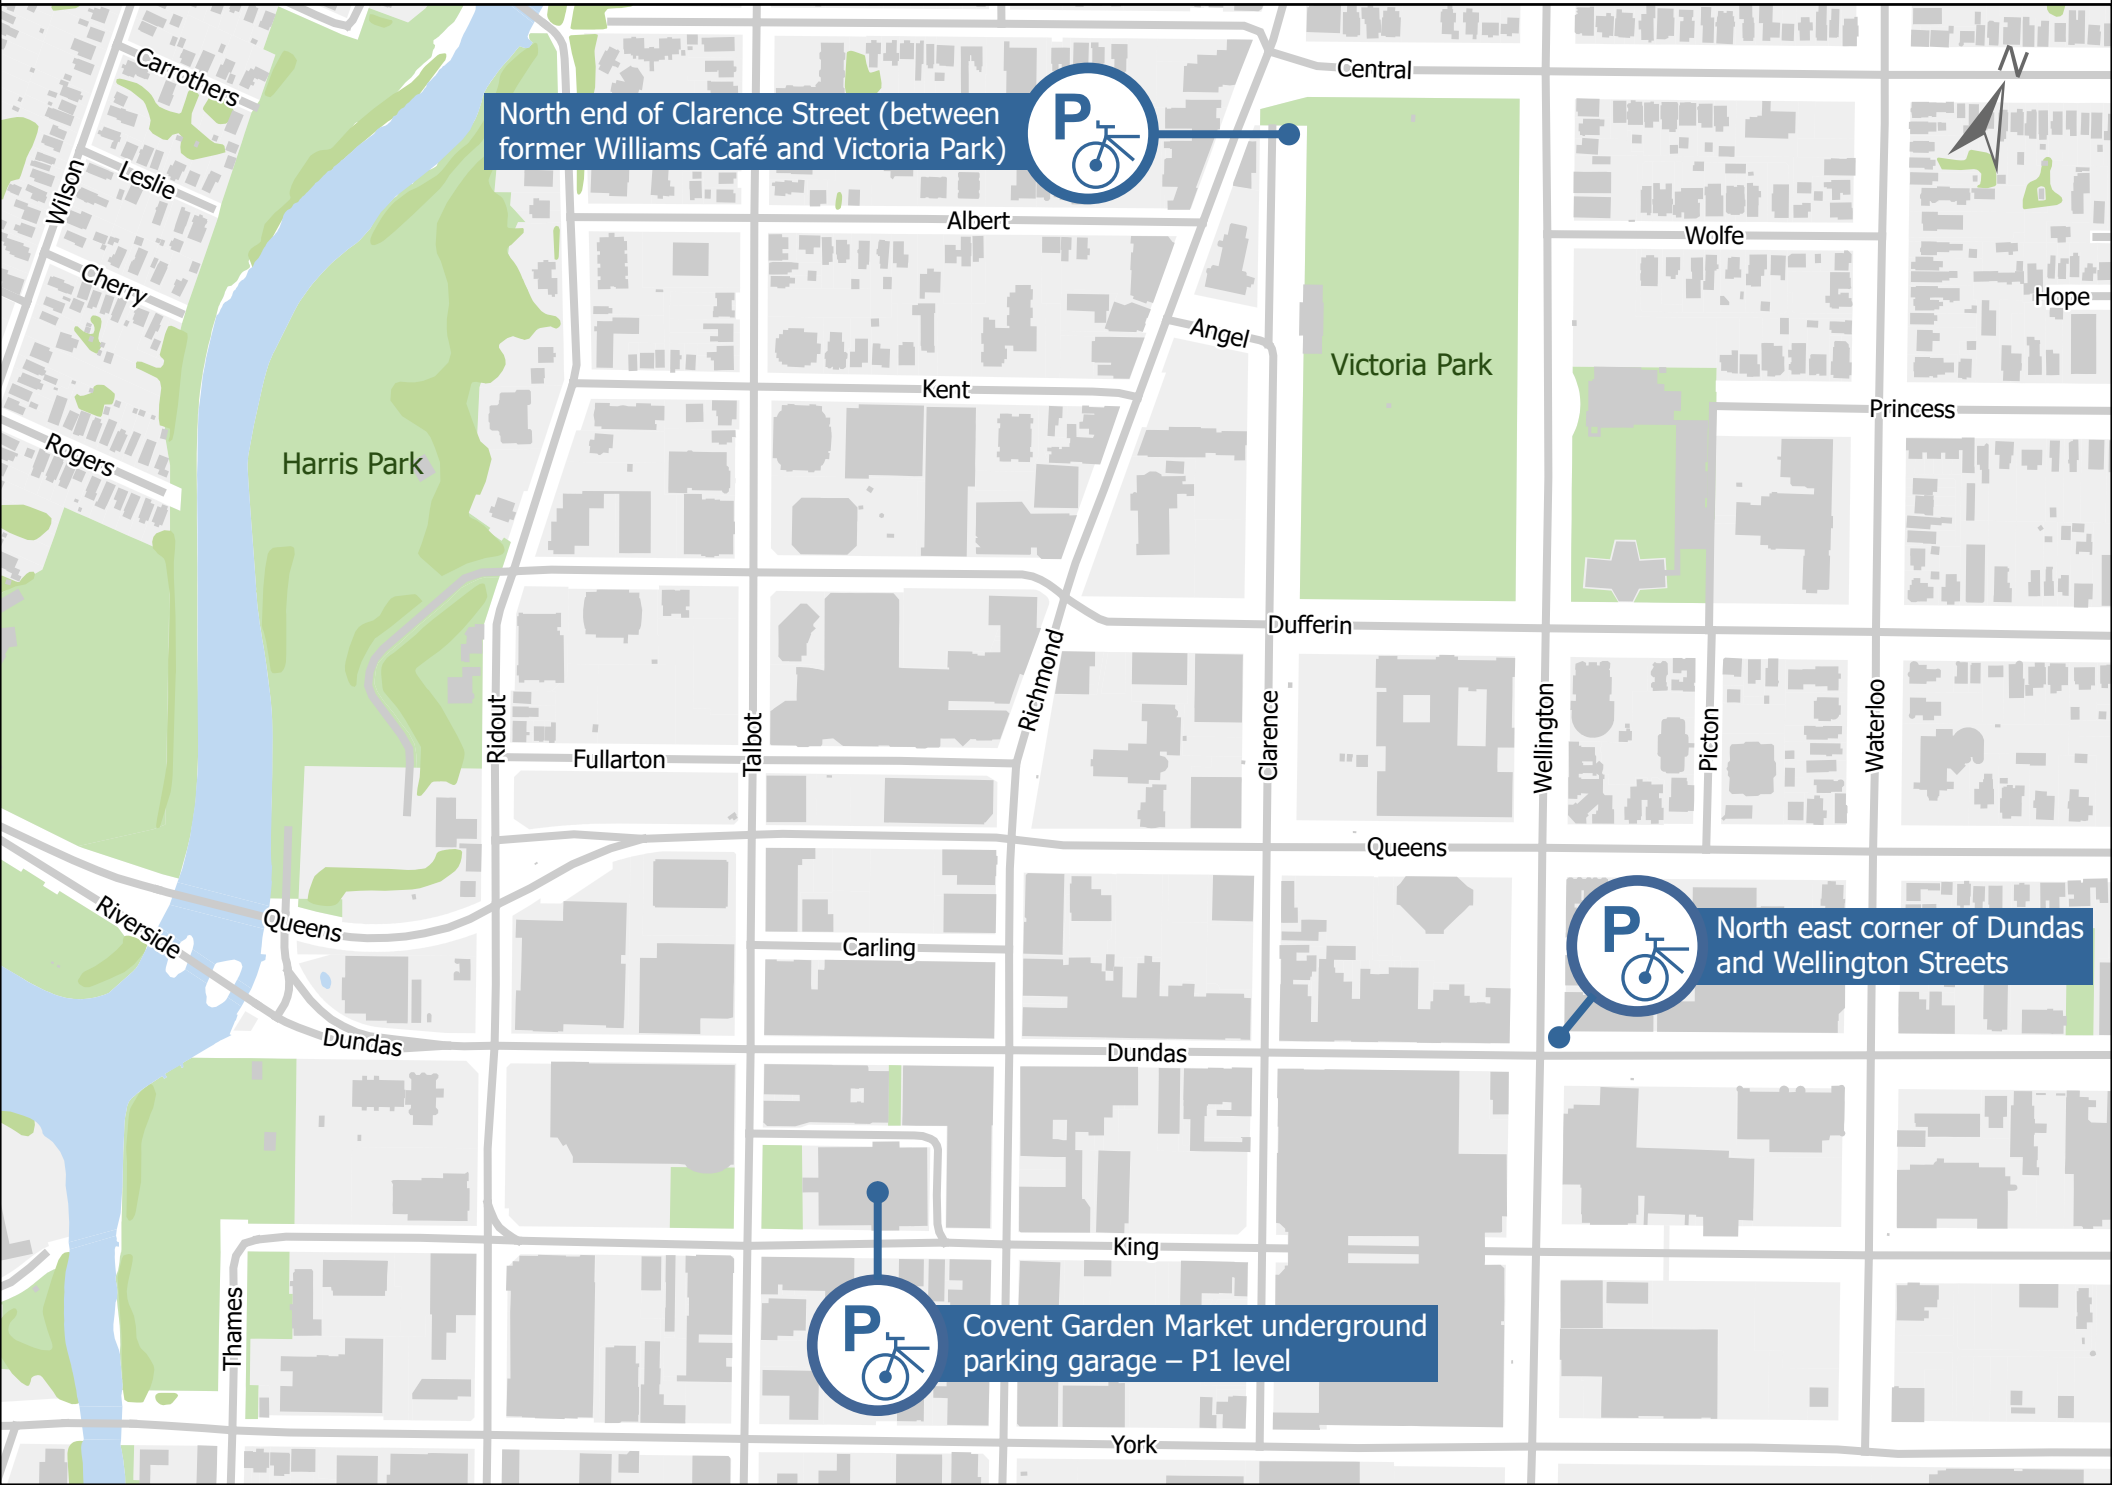 Carrothers
Central
N
P
North end of Clarence Street (between
former Williams Café and Victoria Park)
Leslie
Wilson
Albert
Wolfe
Cherry
Hope
Angel
Victoria Park
Kent
Princess
Rogers
Harris Park
Dufferin
Richmond
Ridout
Talbot
Clarence
Wellington
Picton
Waterloo
Fullarton
Queens
Riverside
Queens
Carling
P
North east corner of Dundas
and Wellington Streets
Dundas
Dundas
King
Thames
P
Covent Garden Market underground
parking garage – P1 level
York